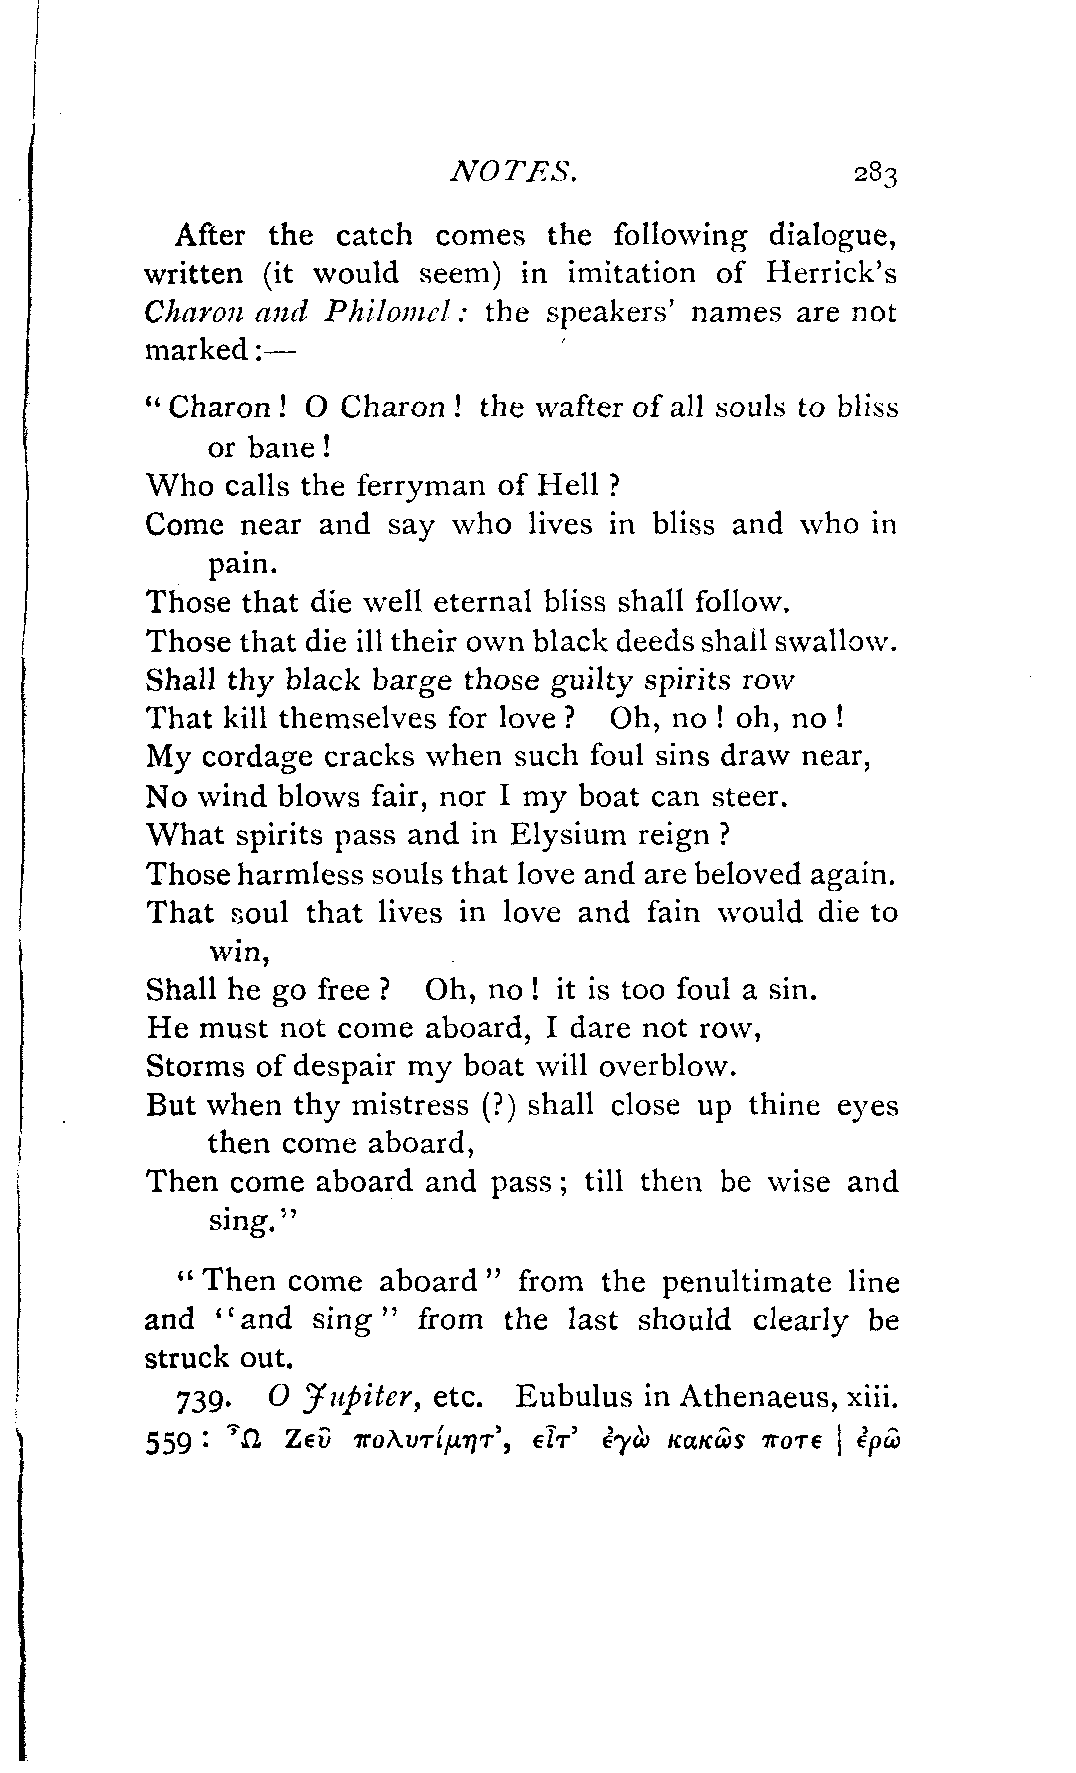 NOTES. 283
After the catch comes the following dialogue,
written (it would seem) in imitation of Herrick's
Charon and Philomel: the speakers' names are not
marked:—
"Charon! O Charon! the wafter of all souls to bliss
or bane!
Who calls the ferryman of Hell?
Come near and say who lives in bliss and who in
pain.
Those that die well eternal bliss shall follow.
Those that die ill their own black deeds shall swallow.
Shall thy black barge those guilty spirits row
That kill themselves for love? Oh, no! oh, no!
My cordage cracks when such foul sins draw near,
No wind blows fair, nor I my boat can steer.
What spirits pass and in Elysium reign?
Those harmless souls that love and are beloved again.
That soul that lives in love and fain would die to
win,
Shall he go free? Oh, no! it is too foul a sin.
He must not come aboard, I dare not row,
Storms of despair my boat will overblow.
But when thy mistress (?) shall close up thine eyes
then come aboard,
Then come aboard and pass; till then be wise and
sing."
"Then come aboard" from the penultimate line
and "and sing" from the last should clearly be
struck out.
739. O Jupiter, etc. Eubulus in Athenaeus, xiii.
559: Ὦ Ζεῦ πολυτίμητ', εἶτ' ἐγὼ κακῶς ποτε | ἐρῶ